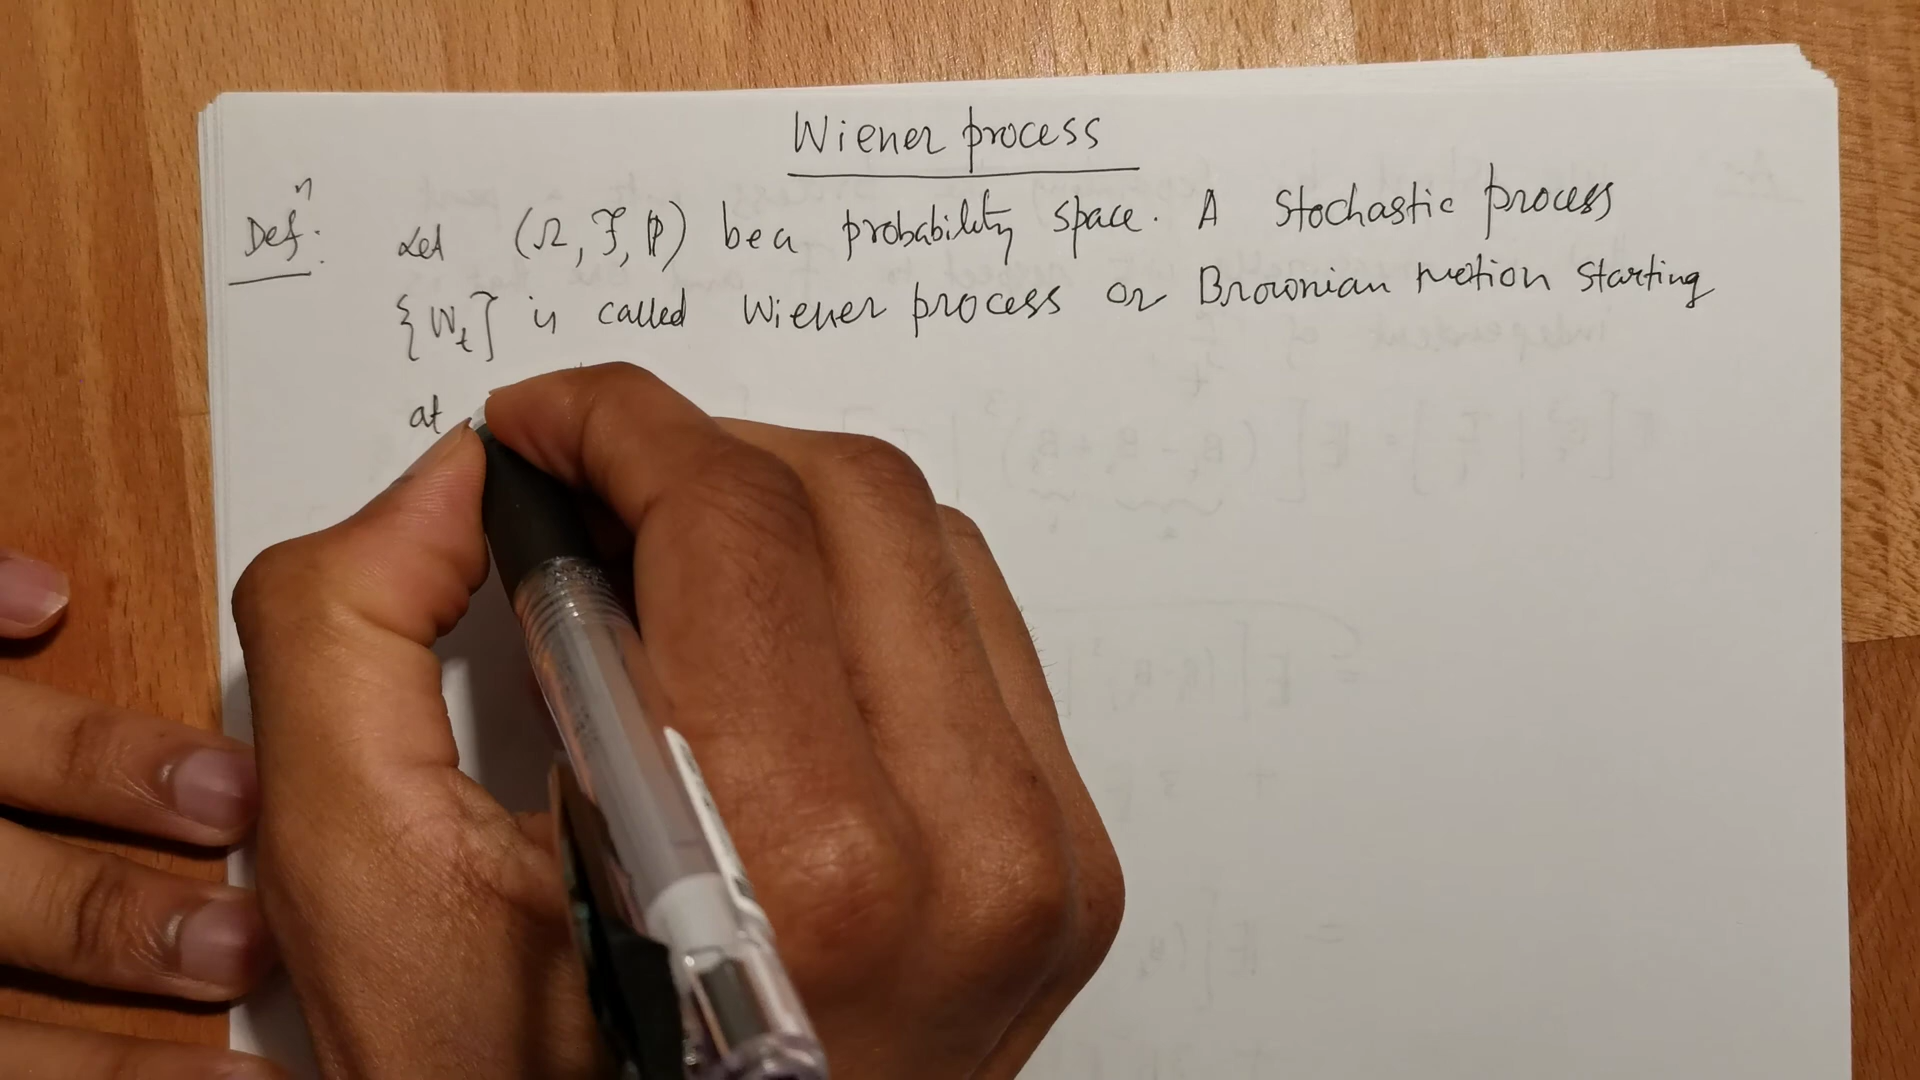 Wiener process
Defⁿ: Let (Ω, ℱ, ℙ) be a probability space. A Stochastic process
{W_t} is called Wiener process or Brownian motion starting
at